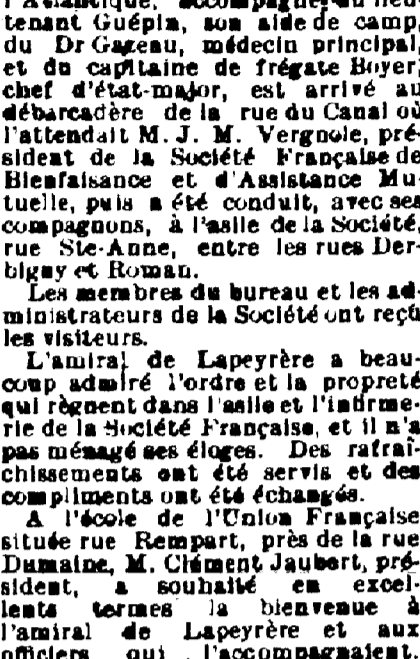 l'Atlantique, accompagné du lieu-
tenant Guépin, son aide de camp,
du Dr Gazeau, médecin principal
et du capitaine de frégate Boyer,
chef d'état-major, est arrivé au
débarcadère de la rue du Canal où
l'attendait M. J. M. Vergnole, pré-
sident de la Société Française de
Bienfaisance et d'Assistance Mu-
tuelle, puis a été conduit, avec ses
compagnons, à l'asile de la Société,
rue Ste-Anne, entre les rues Der-
bigny et Roman.
Les membres du bureau et les ad-
ministrateurs de la Société ont reçu
les visiteurs.
L'amiral de Lapeyrère a beau-
coup admiré l'ordre et la propreté
qui règnent dans l'asile et l'infirme-
rie de la Société Française, et il n'a
pas ménagé ses éloges. Des rafraî-
chissements ont été servis et des
compliments ont été échangés.
A l'école de l'Union Française
située rue Rempart, près de la rue
Dumaine, M. Clément Jaubert, pré-
sident, a souhaité en excel-
lents termes la bienvenue à
l'amiral de Lapeyrère et aux
officiers qui l'accompagnaient.